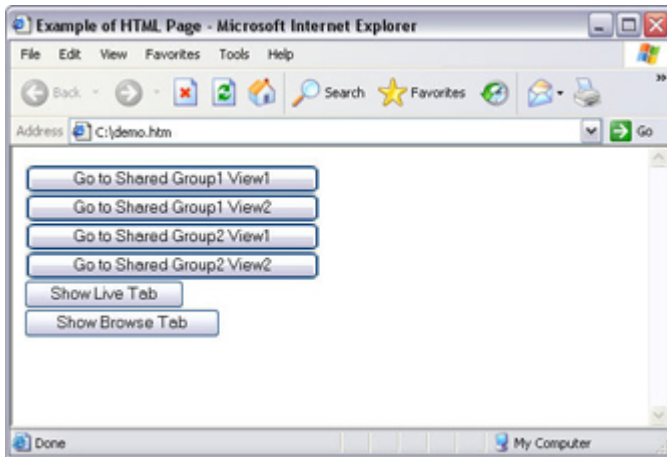 Example of HTML Page - Microsoft Internet Explorer
File Edit View Favorites Tools Help
Back Search Favorites
Address C:\demo.htm Go
Go to Shared Group1 View1
Go to Shared Group1 View2
Go to Shared Group2 View1
Go to Shared Group2 View2
Show Live Tab
Show Browse Tab
Done My Computer